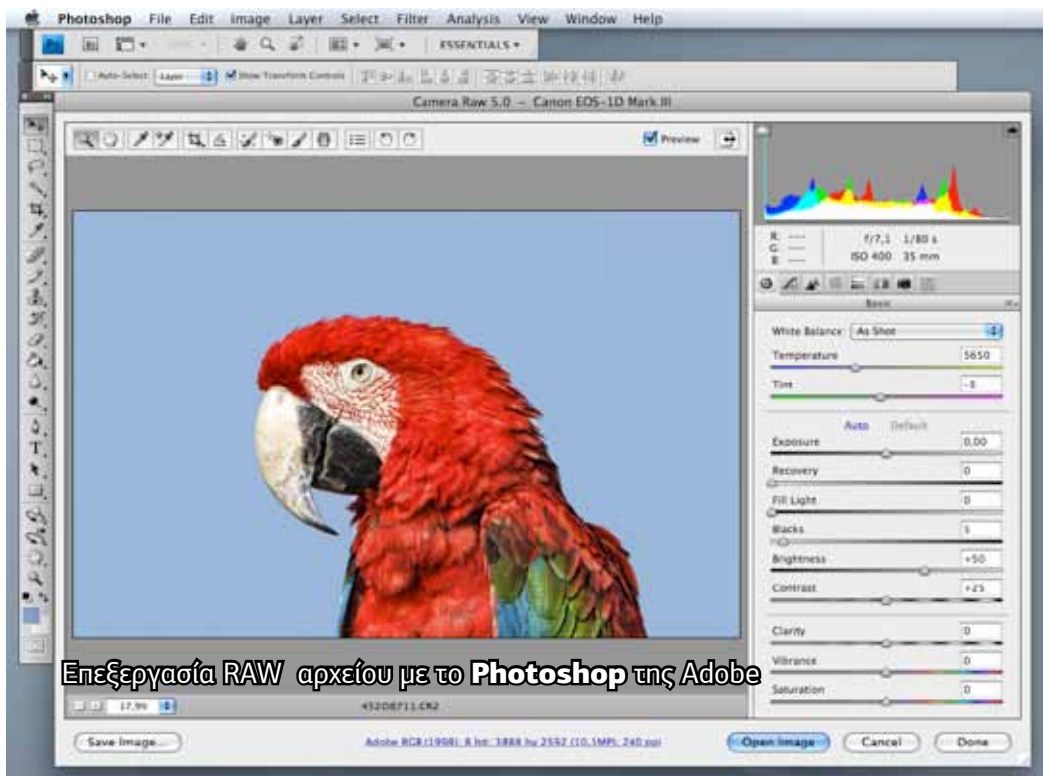 Photoshop File Edit Image Layer Select Filter Analysis View Window Help
ESSENTIALS
Auto-Select: Layer Show Transform Controls
Camera Raw 5.0 – Canon EOS-1D Mark III
Preview
R: ---- f/7,1 1/80 s
G: ---- ISO 400 35 mm
B: ----
Basic
White Balance: As Shot
Temperature 5650
Tint
Auto Default
Exposure 0,00
Recovery 0
Fill Light 0
Blacks 5
Brightness +50
Contrast +25
Clarity 0
Vibrance 0
Saturation 0
Επεξεργασία RAW αρχείου με το Photoshop της Adobe
17,9% 452O8711.CR2
Save Image... Adobe RGB (1998); 8 bit; 3888 by 2592 (10,1MP); 240 ppi Open Image Cancel Done